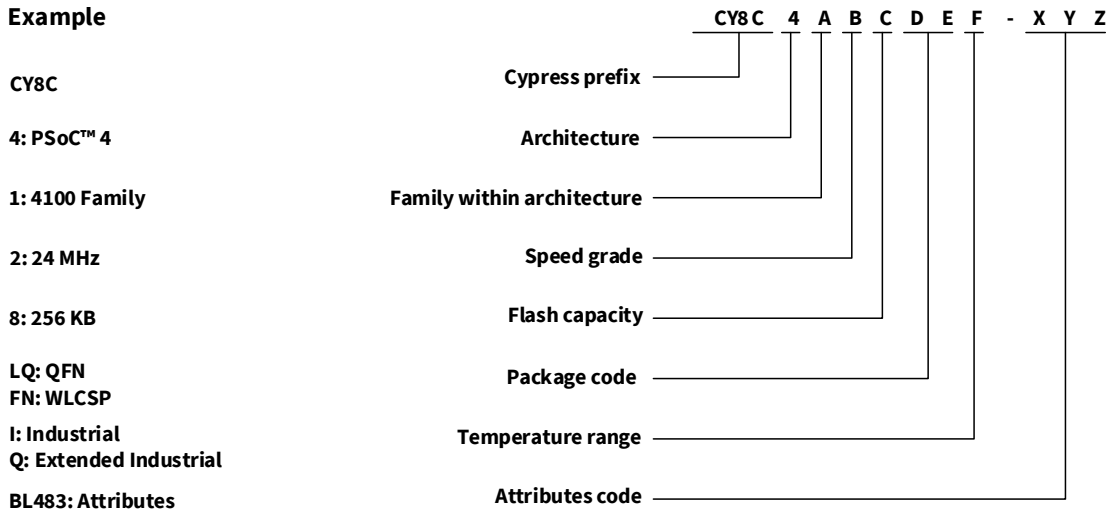 Example
CY8C 4 A B C D E F - X Y Z
CY8C
Cypress prefix
4: PSoC™ 4
Architecture
1: 4100 Family
Family within architecture
2: 24 MHz
Speed grade
8: 256 KB
Flash capacity
LQ: QFN
FN: WLCSP
Package code
I: Industrial
Q: Extended Industrial
Temperature range
BL483: Attributes
Attributes code